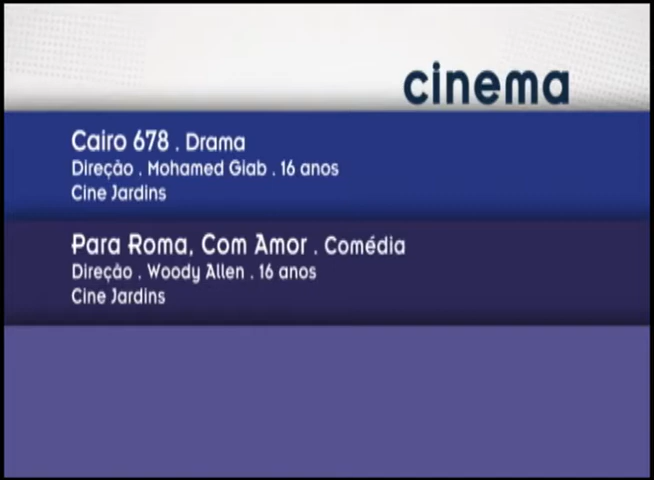 cinema
Cairo 678 . Drama
Direção . Mohamed Giab . 16 anos
Cine Jardins
Para Roma, Com Amor . Comédia
Direção . Woody Allen . 16 anos
Cine Jardins